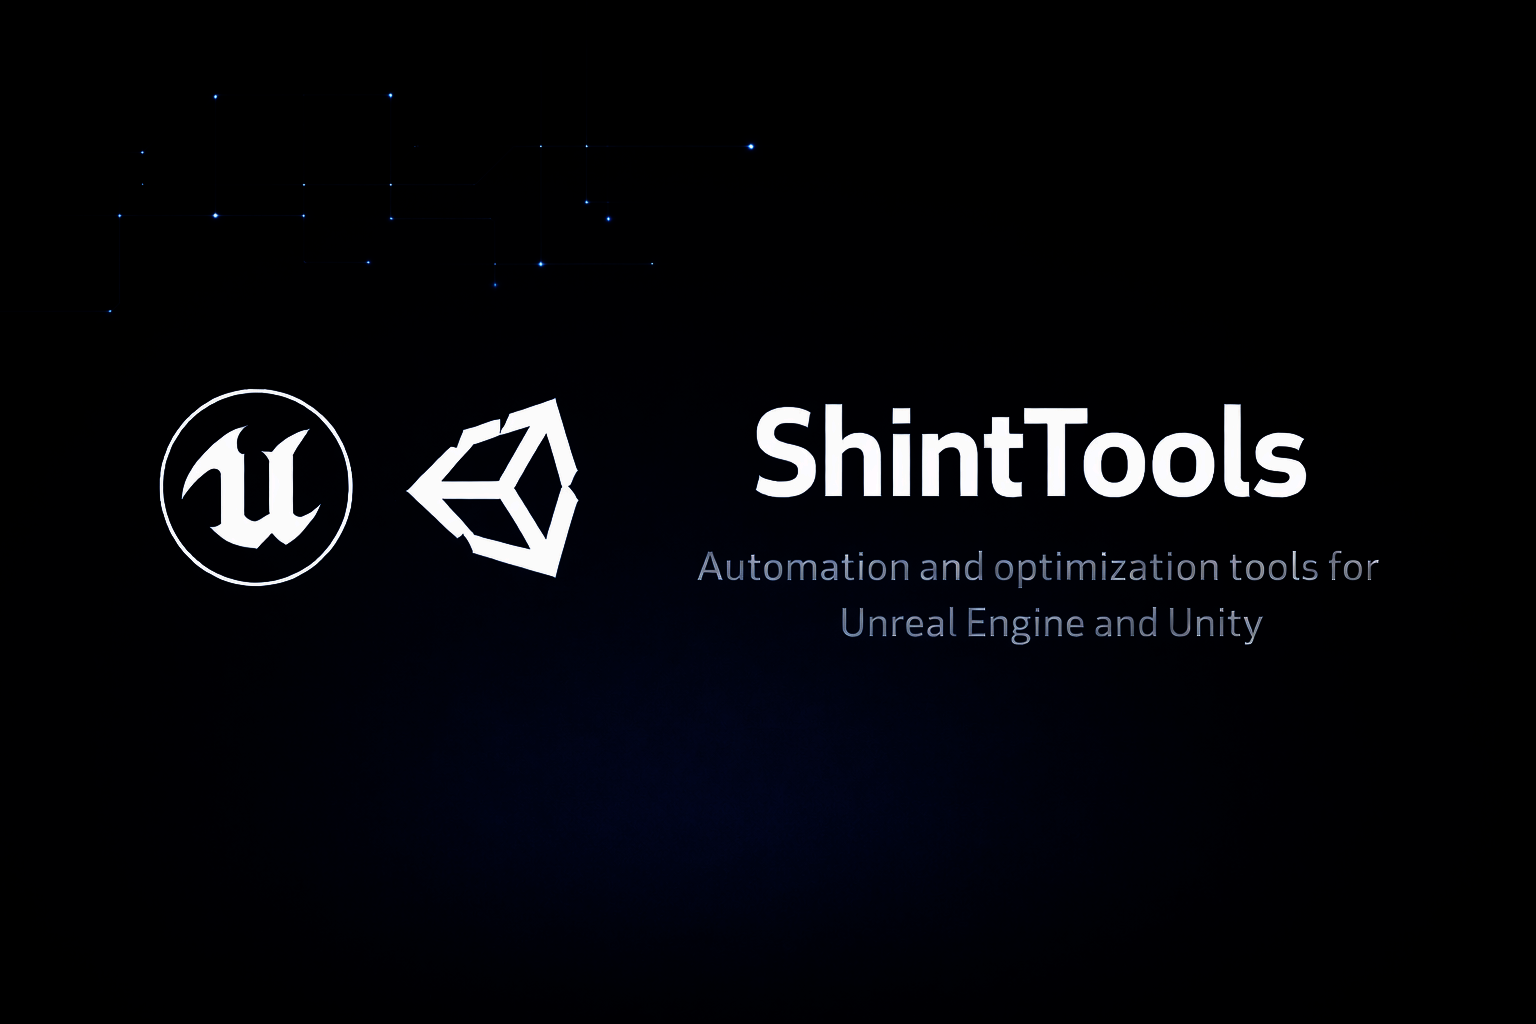 ShintTools
Automation and optimization tools for
Unreal Engine and Unity